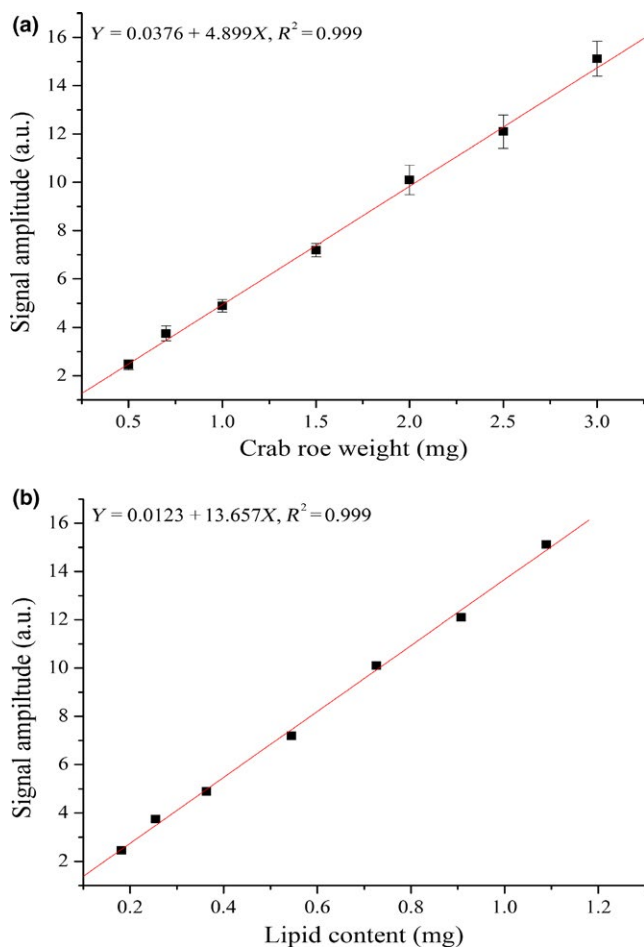 (a)
Y = 0.0376 + 4.899X, R² = 0.999
16
14
12
10
8
6
4
2
Signal amplitude (a.u.)
0.5 1.0 1.5 2.0 2.5 3.0
Crab roe weight (mg)
(b)
Y = 0.0123 + 13.657X, R² = 0.999
16
14
12
10
8
6
4
2
Signal ampiltude (a.u.)
0.2 0.4 0.6 0.8 1.0 1.2
Lipid content (mg)